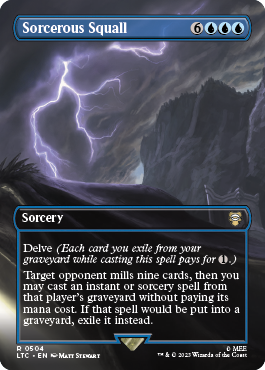 Sorcerous Squall 6
Sorcery
Delve (Each card you exile from your
graveyard while casting this spell pays for 1.)
Target opponent mills nine cards, then you
may cast an instant or sorcery spell from
that player's graveyard without paying its
mana cost. If that spell would be put into a
graveyard, exile it instead.
R 0504
LTC • EN Matt Stewart
© MEE
™ & © 2023 Wizards of the Coast